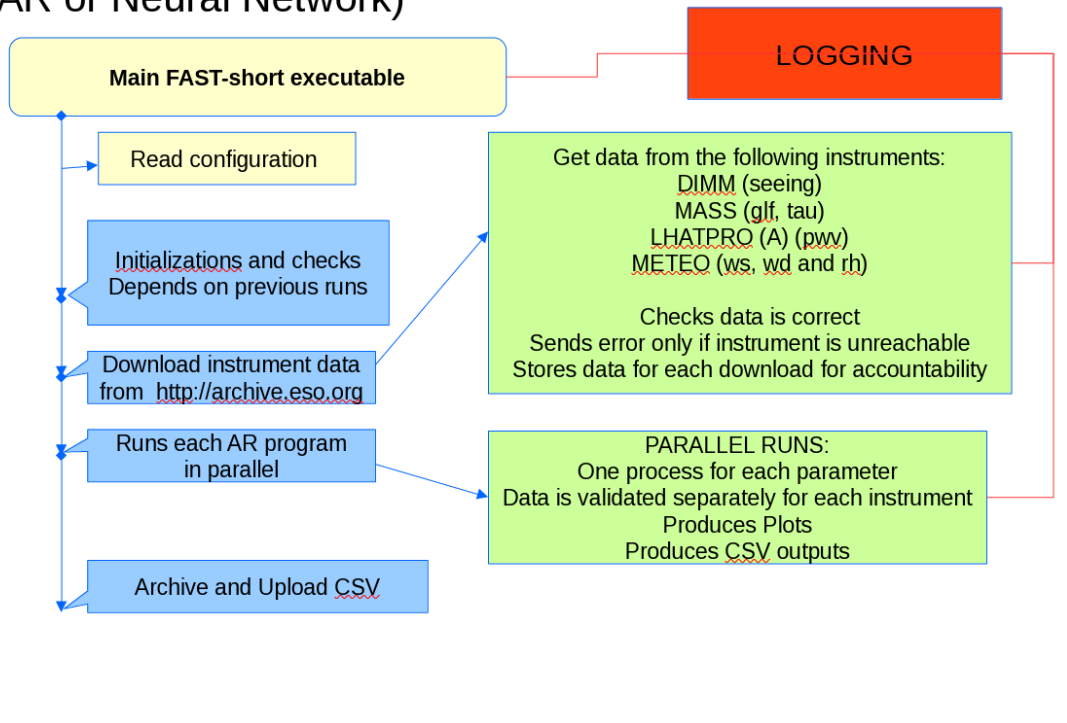 AR or Neural Network)
Main FAST-short executable
LOGGING
Read configuration
Initializations and checks
Depends on previous runs
Download instrument data
from http://archive.eso.org
Runs each AR program
in parallel
Archive and Upload CSV
Get data from the following instruments:
DIMM (seeing)
MASS (glf, tau)
LHATPRO (A) (pwv)
METEO (ws, wd and rh)
Checks data is correct
Sends error only if instrument is unreachable
Stores data for each download for accountability
PARALLEL RUNS:
One process for each parameter
Data is validated separately for each instrument
Produces Plots
Produces CSV outputs